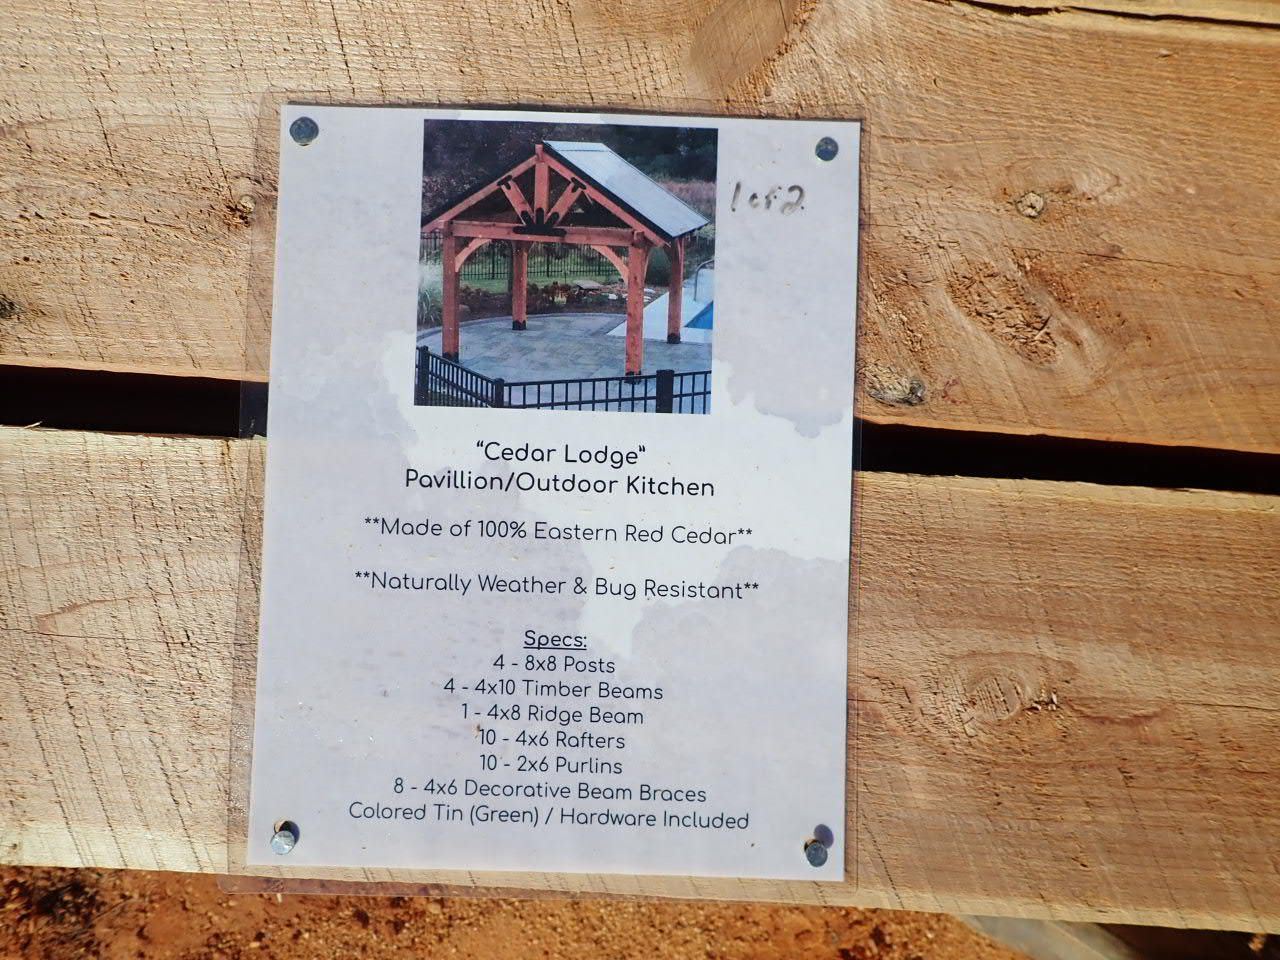 1 of 2
“Cedar Lodge”
Pavillion/Outdoor Kitchen
**Made of 100% Eastern Red Cedar**
**Naturally Weather & Bug Resistant**
Specs:
4 - 8x8 Posts
4 - 4x10 Timber Beams
1 - 4x8 Ridge Beam
10 - 4x6 Rafters
10 - 2x6 Purlins
8 - 4x6 Decorative Beam Braces
Colored Tin (Green) / Hardware Included